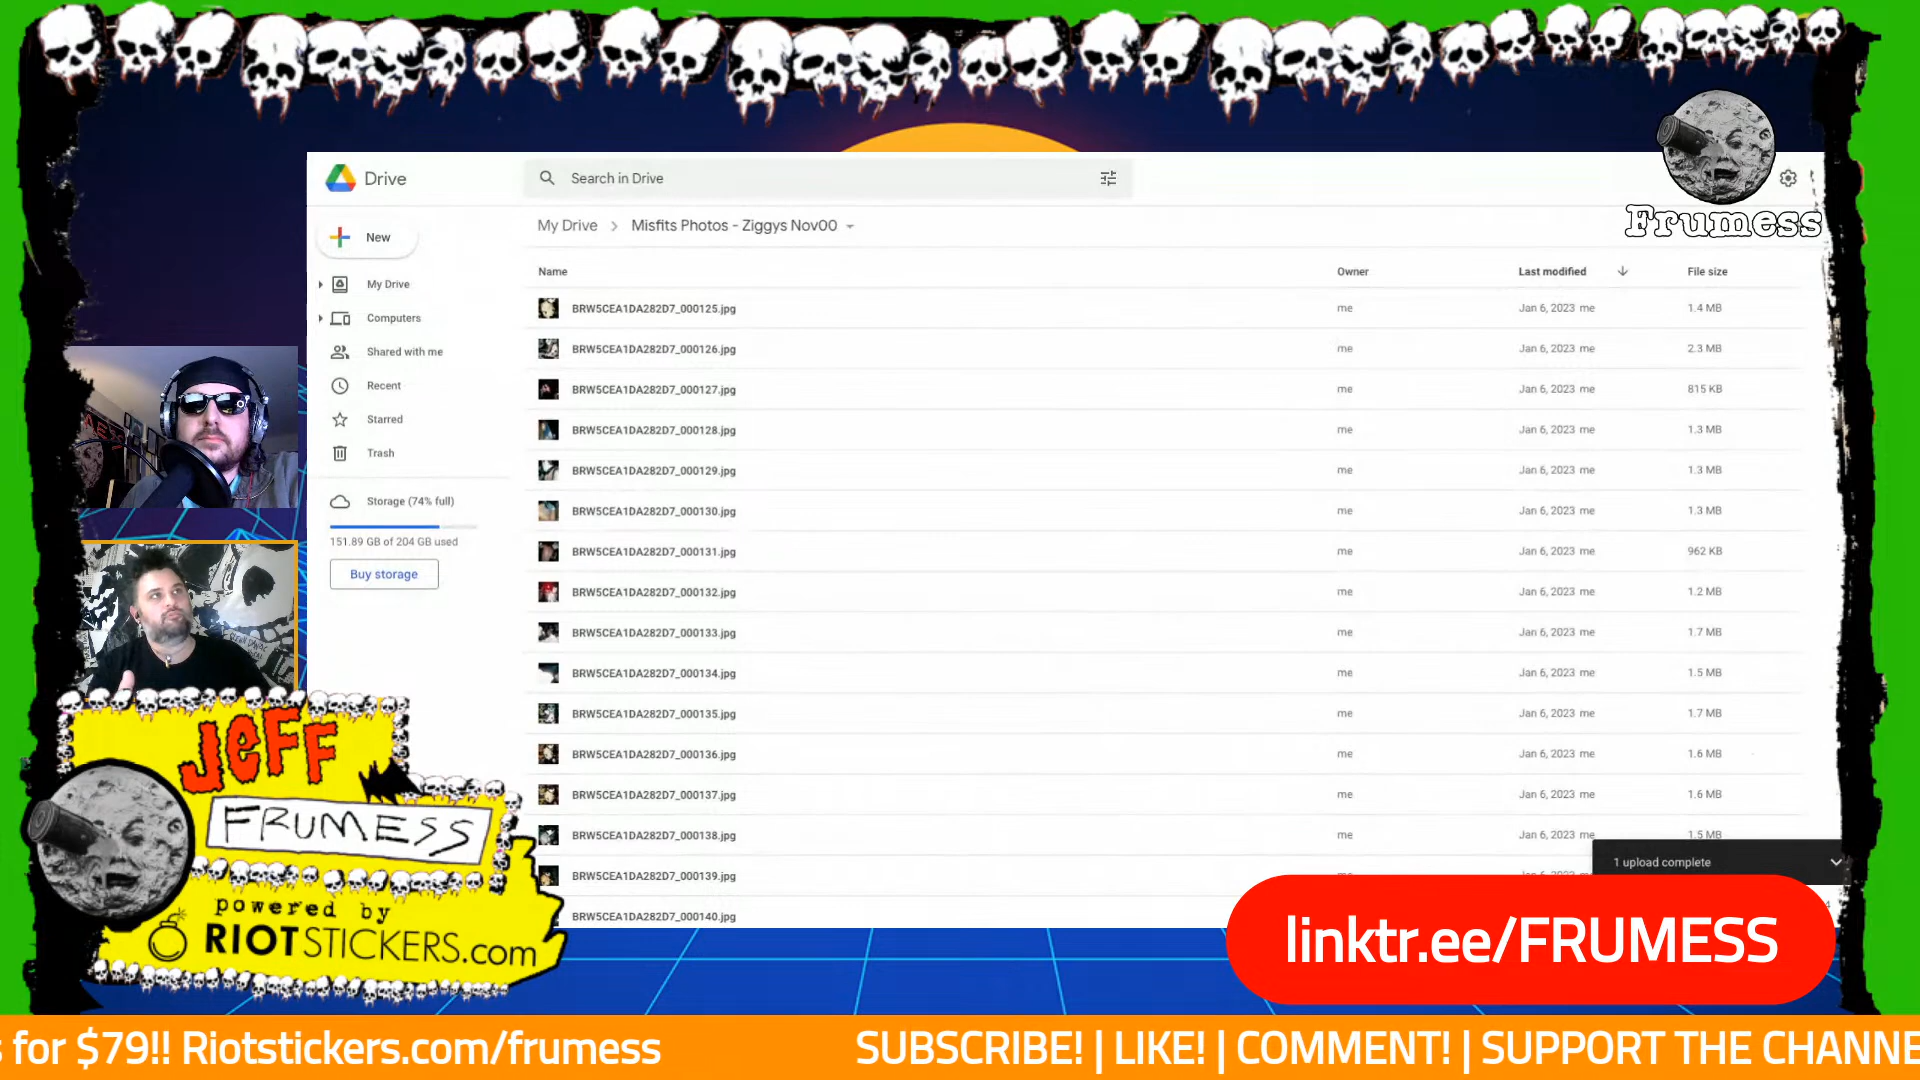 Drive
Search in Drive
Frumess
New
My Drive
Misfits Photos - Ziggys Nov00
Name
Owner
Last modified
File size
My Drive
Computers
Shared with me
Recent
Starred
Trash
Storage (74% full)
151.89 GB of 204 GB used
Buy storage
BRW5CEA1DA282D7_000125.jpg me Jan 6, 2023 me 1.4 MB
BRW5CEA1DA282D7_000126.jpg me Jan 6, 2023 me 2.3 MB
BRW5CEA1DA282D7_000127.jpg me Jan 6, 2023 me 815 KB
BRW5CEA1DA282D7_000128.jpg me Jan 6, 2023 me 1.3 MB
BRW5CEA1DA282D7_000129.jpg me Jan 6, 2023 me 1.3 MB
BRW5CEA1DA282D7_000130.jpg me Jan 6, 2023 me 1.3 MB
BRW5CEA1DA282D7_000131.jpg me Jan 6, 2023 me 962 KB
BRW5CEA1DA282D7_000132.jpg me Jan 6, 2023 me 1.2 MB
BRW5CEA1DA282D7_000133.jpg me Jan 6, 2023 me 1.7 MB
BRW5CEA1DA282D7_000134.jpg me Jan 6, 2023 me 1.5 MB
BRW5CEA1DA282D7_000135.jpg me Jan 6, 2023 me 1.7 MB
BRW5CEA1DA282D7_000136.jpg me Jan 6, 2023 me 1.6 MB
BRW5CEA1DA282D7_000137.jpg me Jan 6, 2023 me 1.6 MB
BRW5CEA1DA282D7_000138.jpg me Jan 6, 2023 me 1.5 MB
BRW5CEA1DA282D7_000139.jpg
BRW5CEA1DA282D7_000140.jpg
1 upload complete
JEFF
FRUMESS
powered by
RIOTSTICKERS.com
linktr.ee/FRUMESS
s for $79!! Riotstickers.com/frumess
SUBSCRIBE! | LIKE! | COMMENT! | SUPPORT THE CHANNE